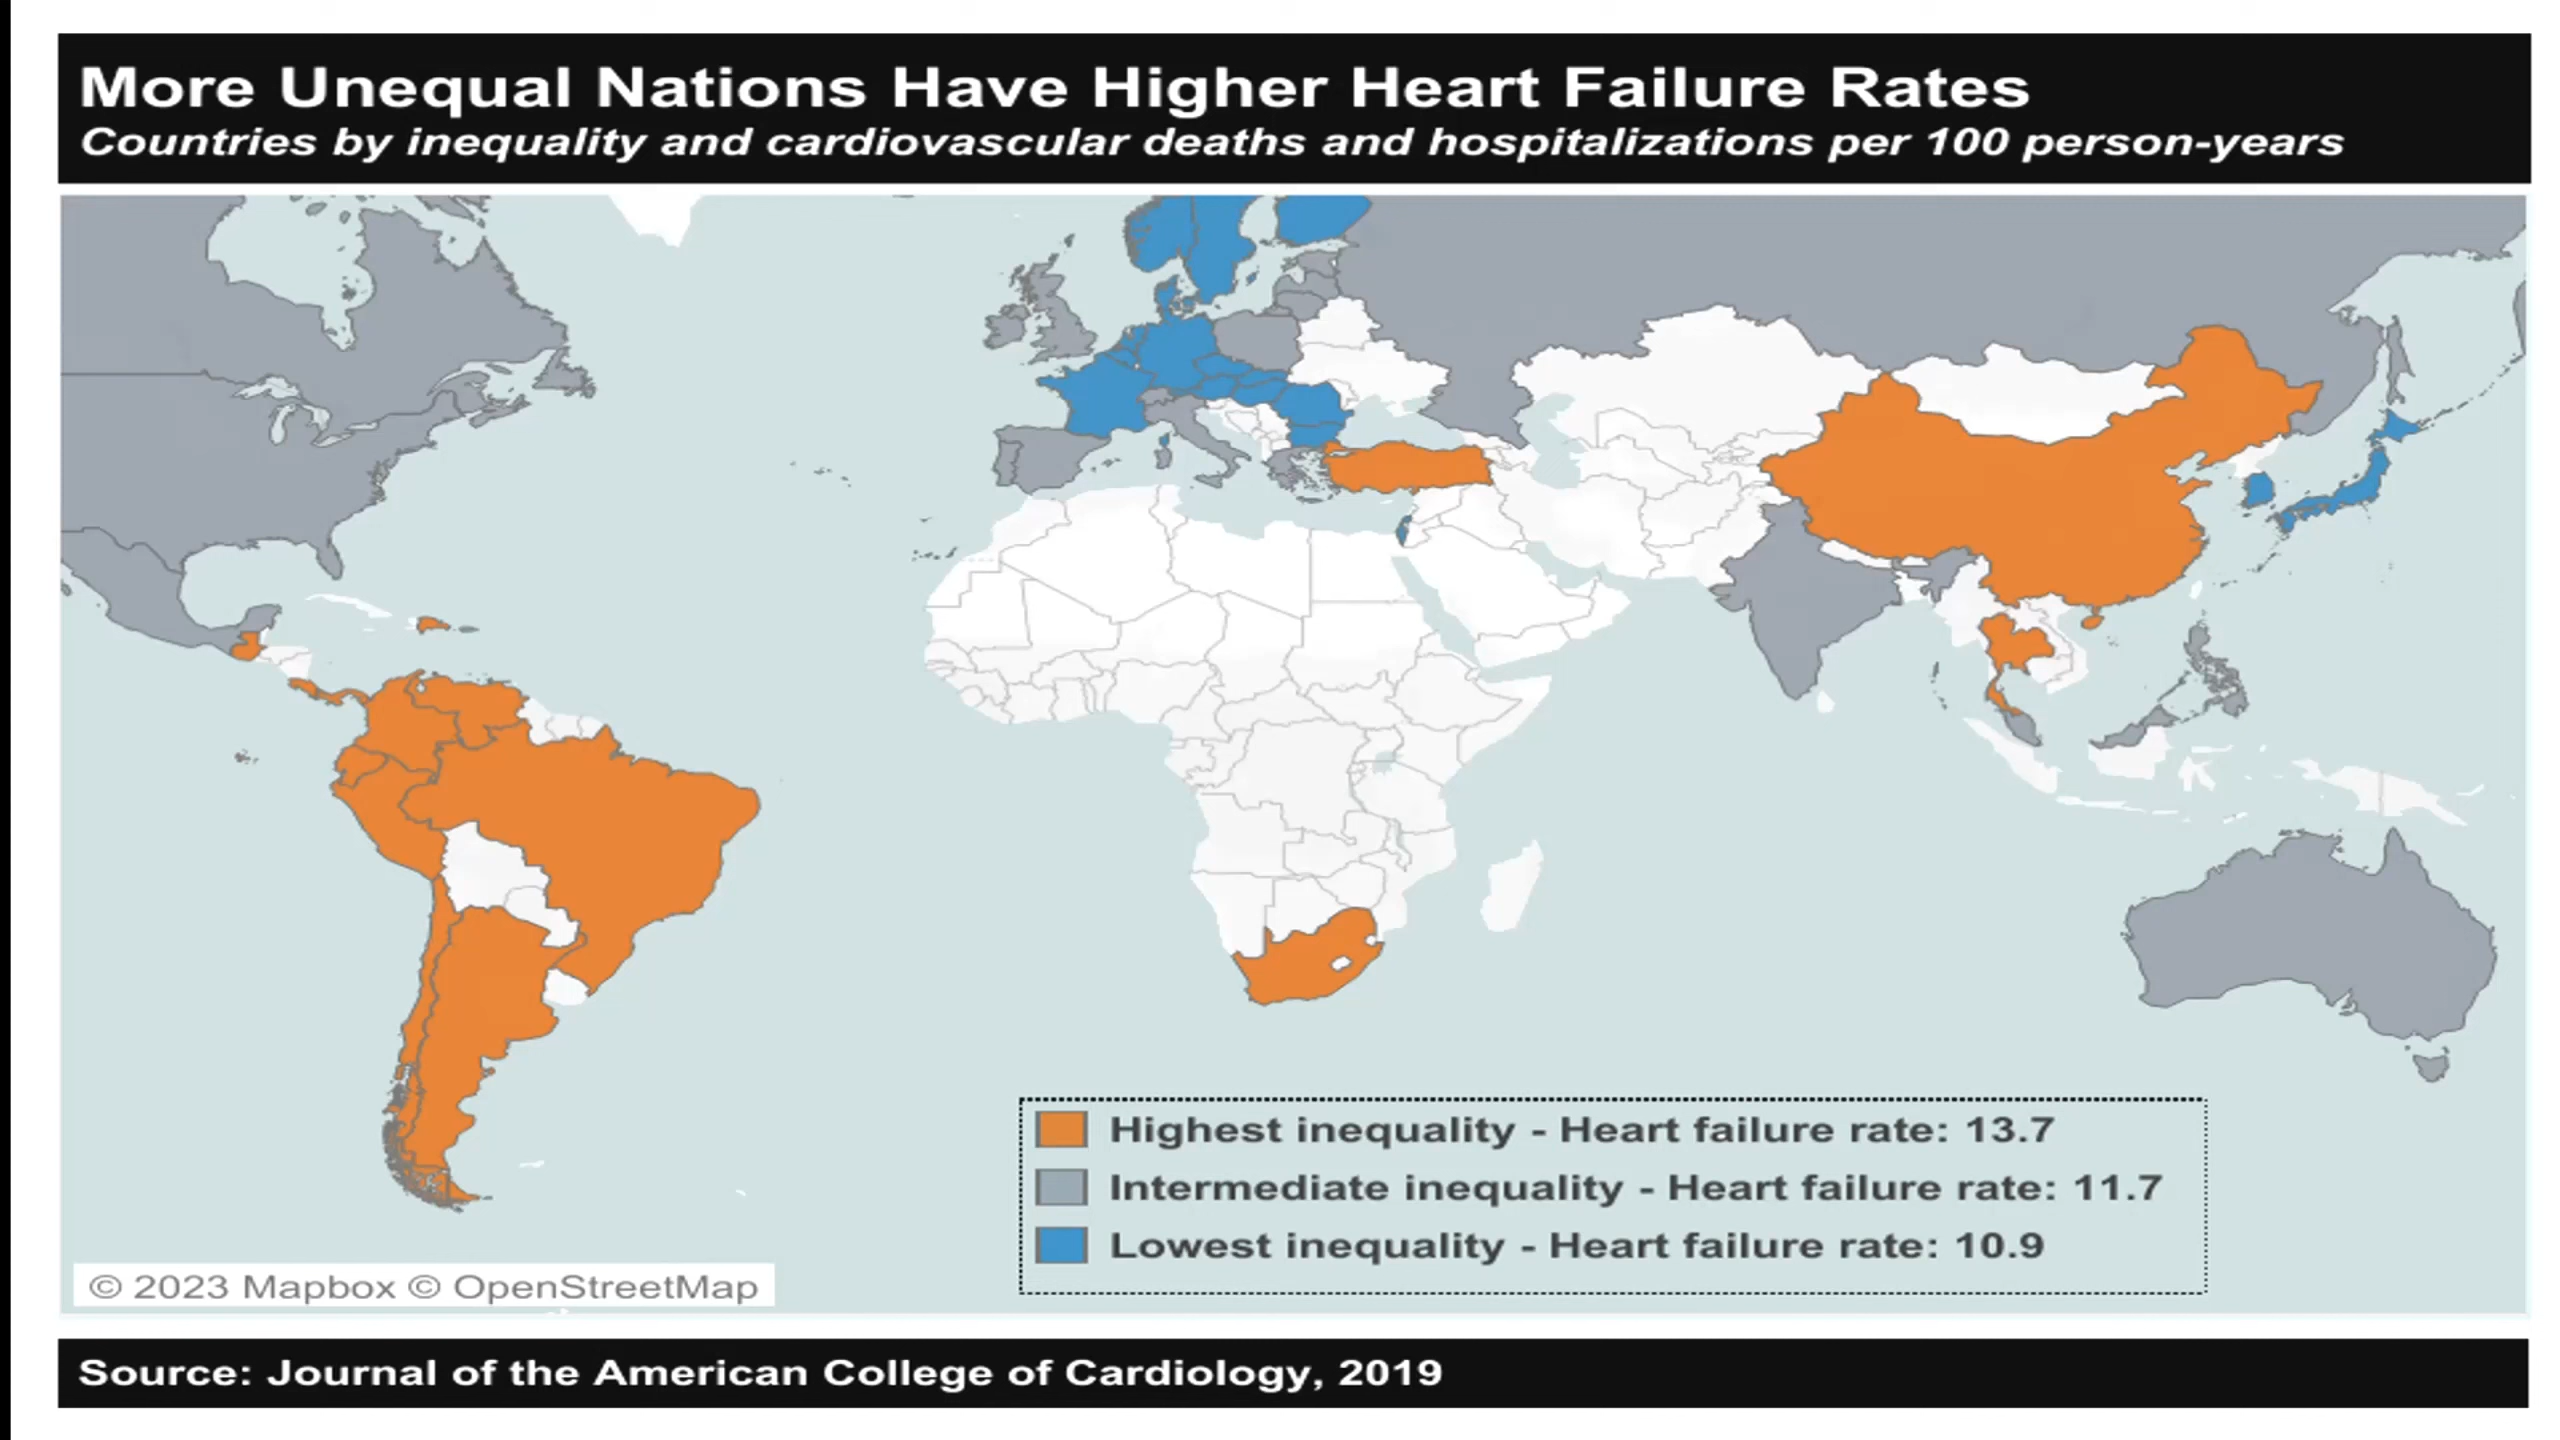 More Unequal Nations Have Higher Heart Failure Rates
Countries by inequality and cardiovascular deaths and hospitalizations per 100 person-years
Highest inequality - Heart failure rate: 13.7
Intermediate inequality - Heart failure rate: 11.7
Lowest inequality - Heart failure rate: 10.9
© 2023 Mapbox © OpenStreetMap
Source: Journal of the American College of Cardiology, 2019